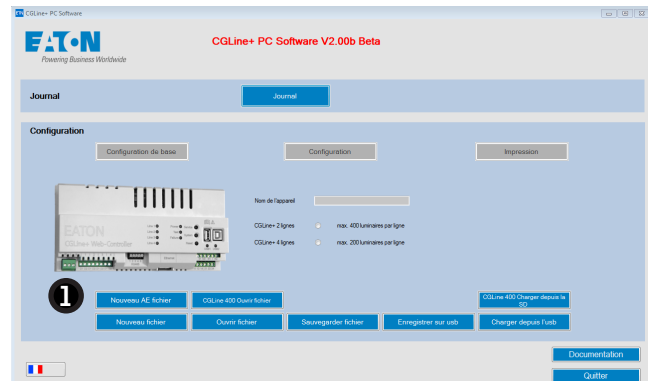 CGLine+ PC Software
EATON
Powering Business Worldwide
CGLine+ PC Software V2.00b Beta
Journal
Journal
Configuration
Configuration de base
Configuration
Impression
Nom de l'appareil
CGLine+ 2 lignes
max. 400 luminaires par ligne
CGLine+ 4 lignes
max. 200 luminaires par ligne
EATON
CGLine+ Web-Controller
1
Nouveau AE fichier
CGLine 400 Ouvrir fichier
CGLine 400 Charger depuis la
SD
Nouveau fichier
Ouvrir fichier
Sauvegarder fichier
Enregistrer sur usb
Charger depuis l'usb
Documentation
Quitter